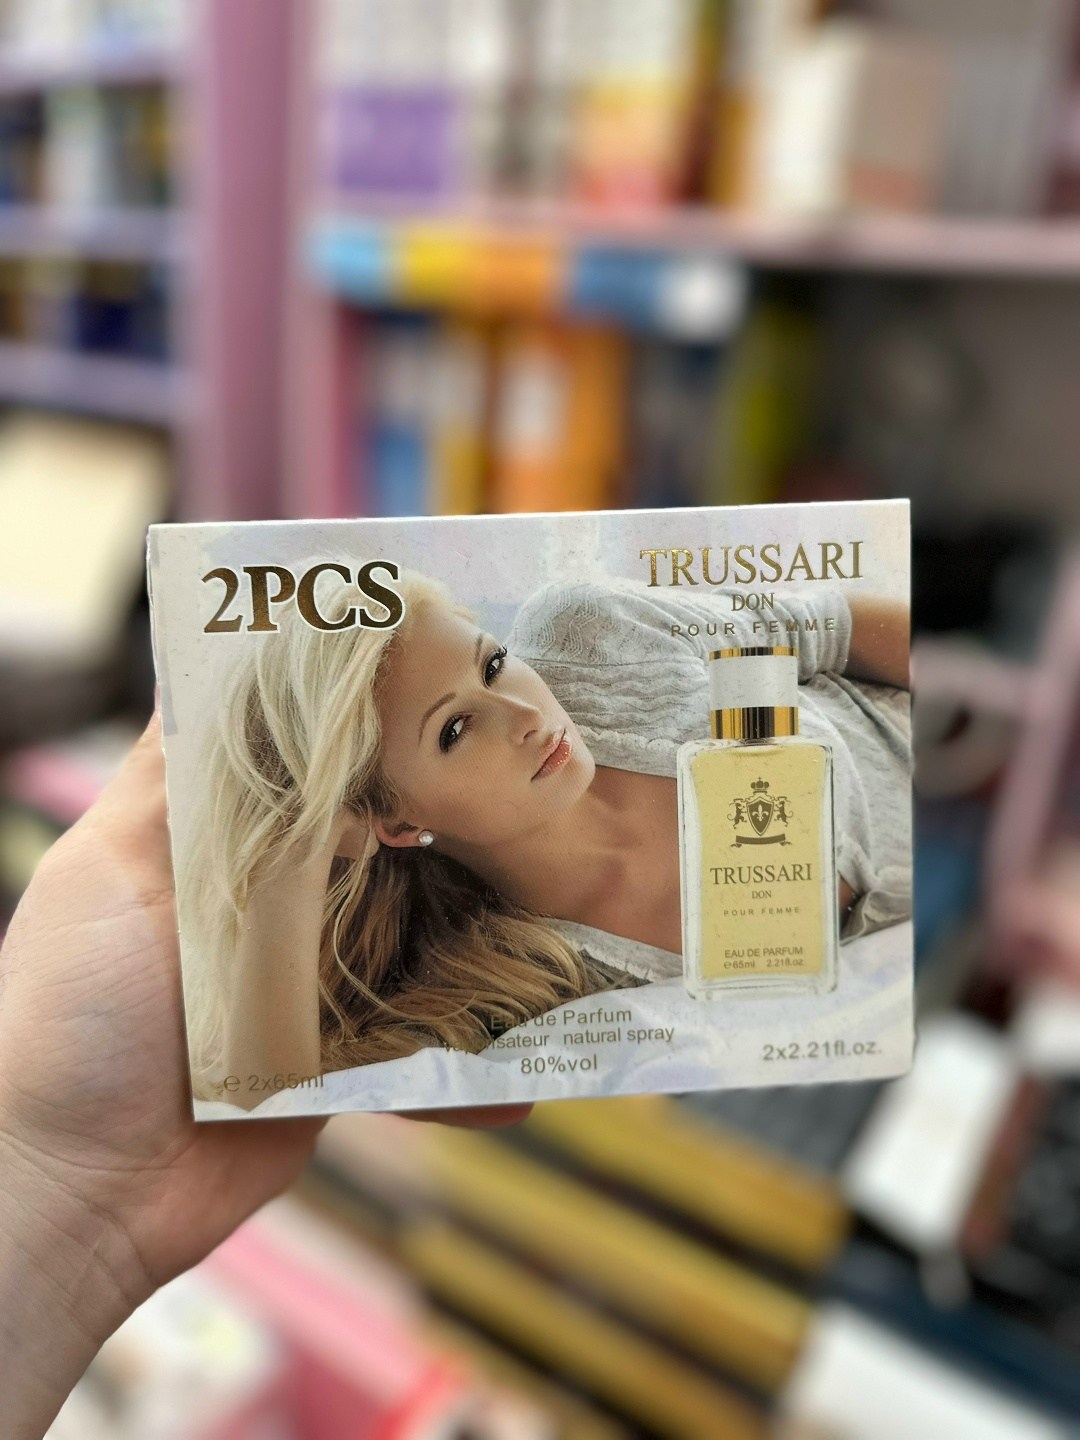 2PCS
TRUSSARI
DON
POUR FEMME
TRUSSARI
DON
POUR FEMME
EAU DE PARFUM
℮65ml 2.21fl.oz
Eau de Parfum
vaporisateur natural spray
80%vol
℮ 2x65ml
2x2.21fl.oz.